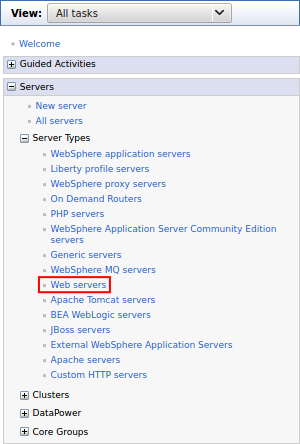 View: All tasks
Welcome
Guided Activities
Servers
New server
All servers
Server Types
WebSphere application servers
Liberty profile servers
WebSphere proxy servers
On Demand Routers
PHP servers
WebSphere Application Server Community Edition
servers
Generic servers
WebSphere MQ servers
Web servers
Apache Tomcat servers
BEA WebLogic servers
JBoss servers
External WebSphere Application Servers
Apache servers
Custom HTTP servers
Clusters
DataPower
Core Groups